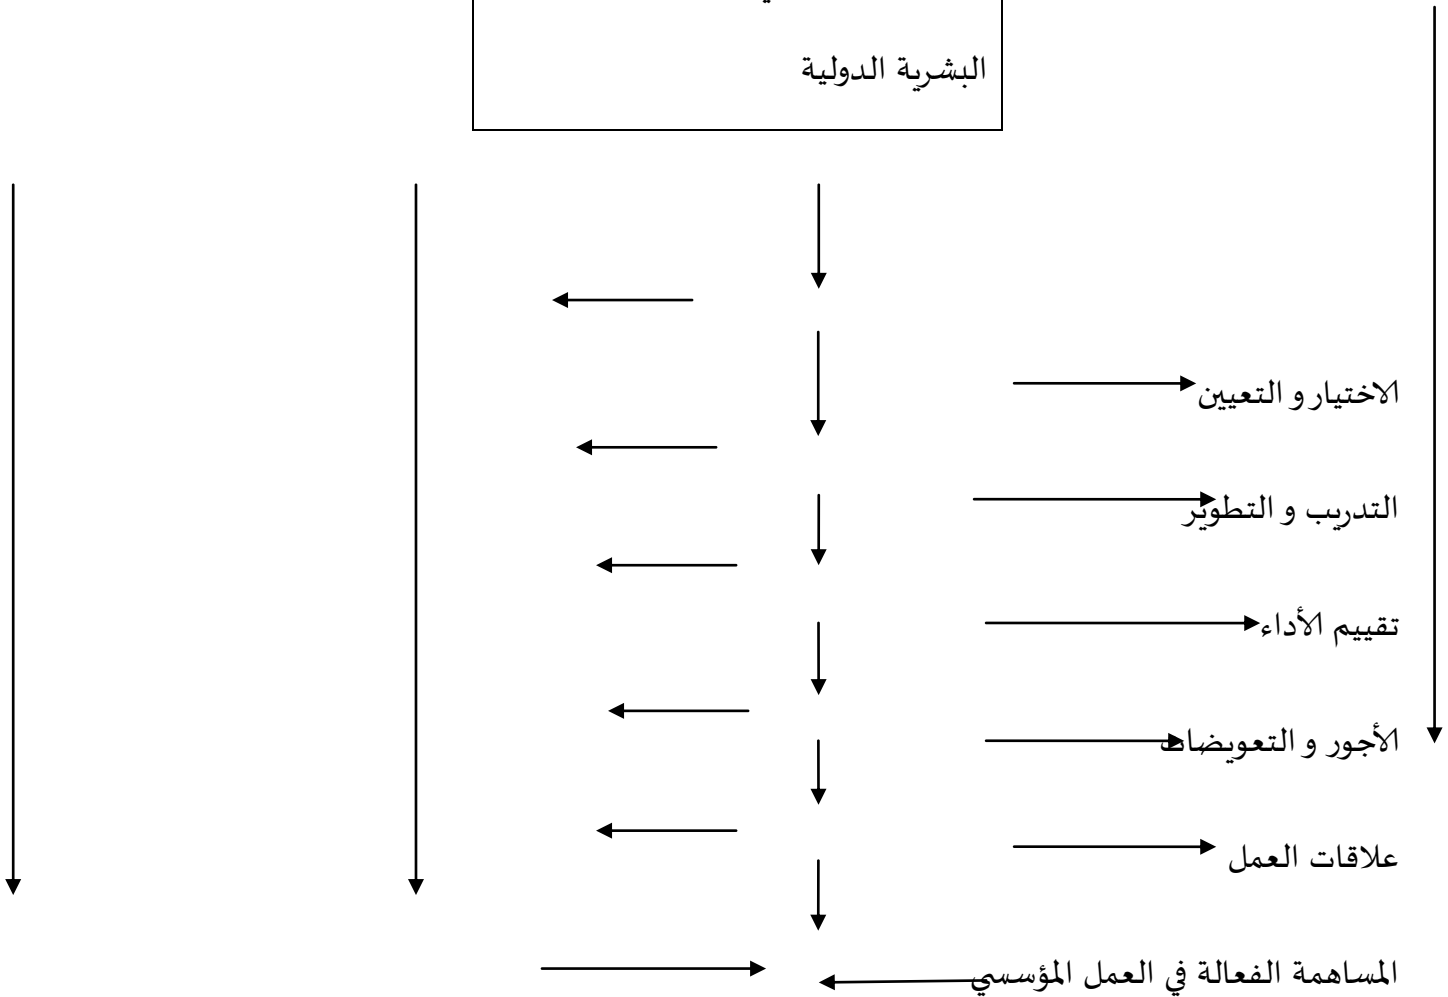 البشرية الدولية
الاختيار و التعيين
التدريب و التطوير
تقييم الأداء
الأجور و التعويضات
علاقات العمل
المساهمة الفعالة في العمل المؤسسي